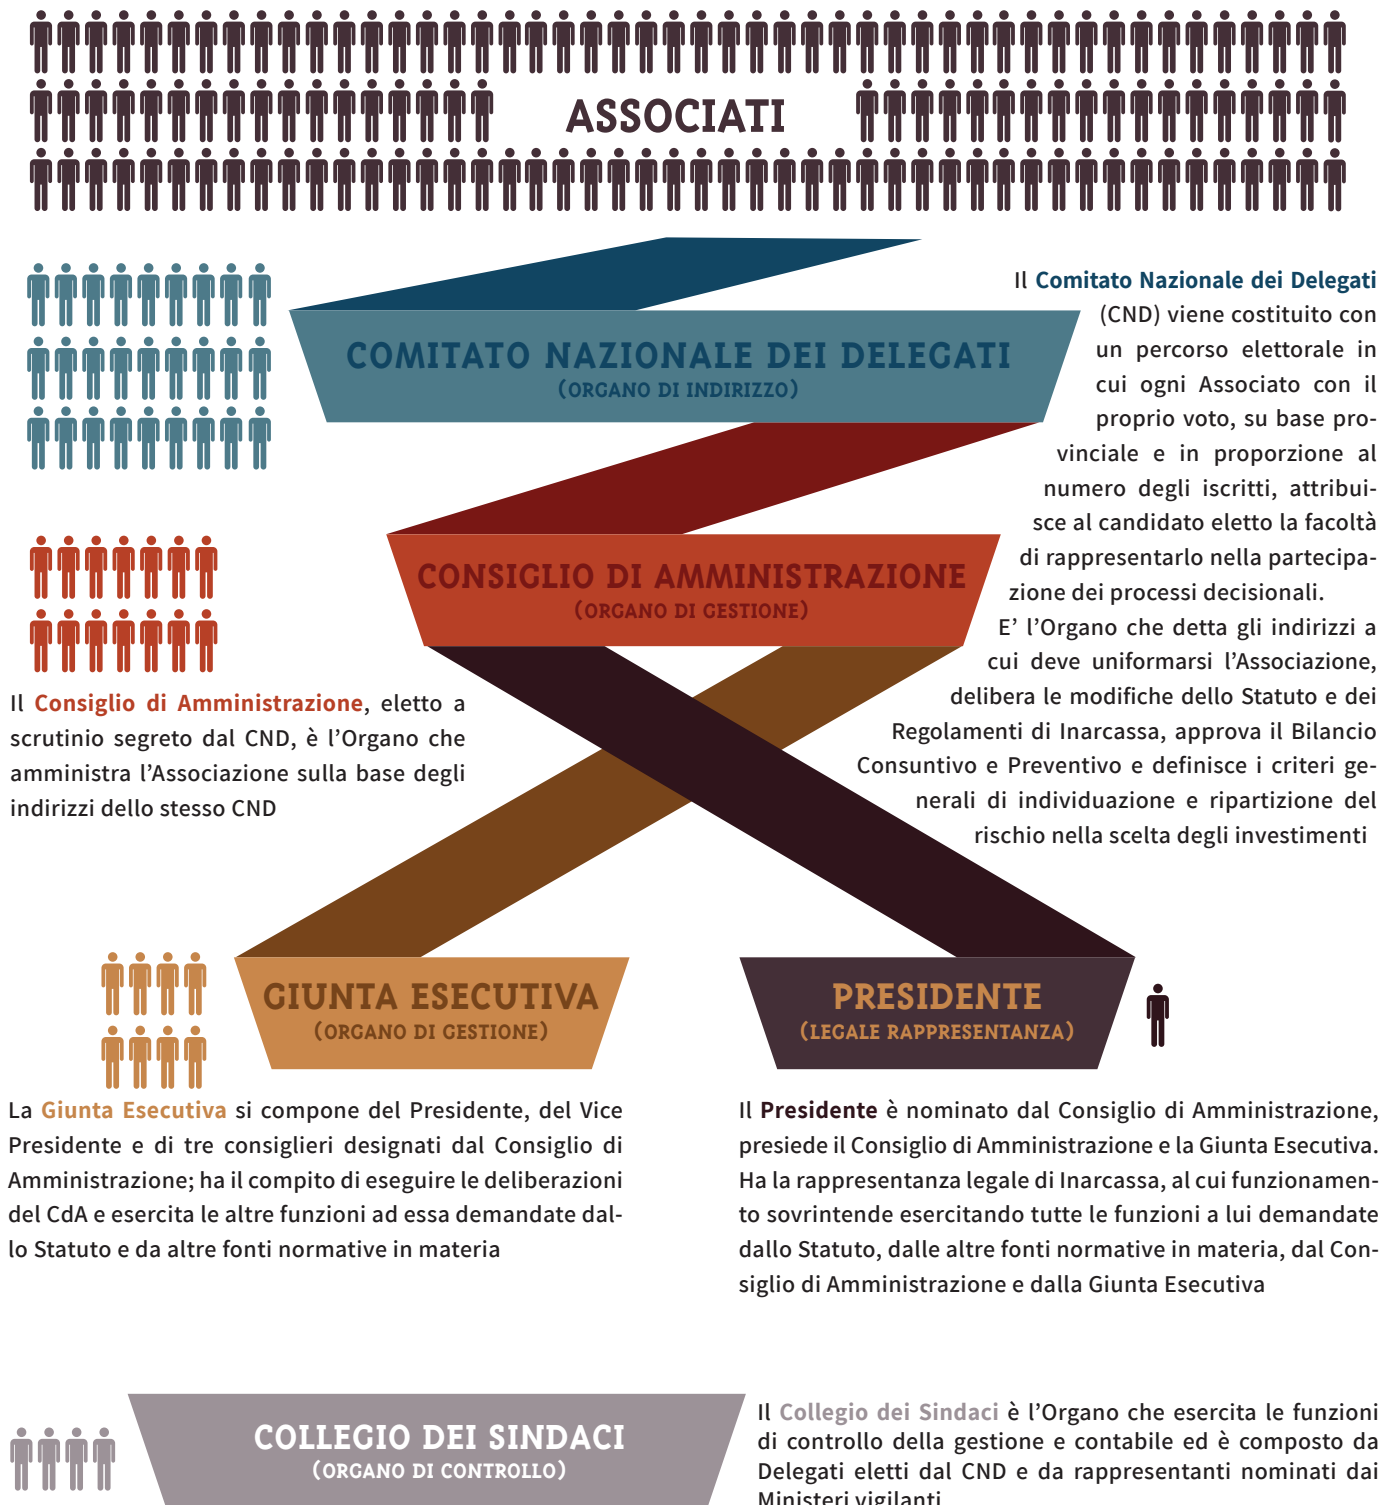 ASSOCIATI
COMITATO NAZIONALE DEI DELEGATI
(ORGANO DI INDIRIZZO)
Il Comitato Nazionale dei Delegati
(CND) viene costituito con
un percorso elettorale in
cui ogni Associato con il
proprio voto, su base pro-
vinciale e in proporzione al
numero degli iscritti, attribui-
sce al candidato eletto la facoltà
di rappresentarlo nella partecipa-
zione dei processi decisionali.
E’ l’Organo che detta gli indirizzi a
cui deve uniformarsi l’Associazione,
delibera le modifiche dello Statuto e dei
Regolamenti di Inarcassa, approva il Bilancio
Consuntivo e Preventivo e definisce i criteri ge-
nerali di individuazione e ripartizione del
rischio nella scelta degli investimenti
CONSIGLIO DI AMMINISTRAZIONE
(ORGANO DI GESTIONE)
Il Consiglio di Amministrazione, eletto a
scrutinio segreto dal CND, è l’Organo che
amministra l’Associazione sulla base degli
indirizzi dello stesso CND
GIUNTA ESECUTIVA
(ORGANO DI GESTIONE)
La Giunta Esecutiva si compone del Presidente, del Vice
Presidente e di tre consiglieri designati dal Consiglio di
Amministrazione; ha il compito di eseguire le deliberazioni
del CdA e esercita le altre funzioni ad essa demandate dal-
lo Statuto e da altre fonti normative in materia
PRESIDENTE
(LEGALE RAPPRESENTANZA)
Il Presidente è nominato dal Consiglio di Amministrazione,
presiede il Consiglio di Amministrazione e la Giunta Esecutiva.
Ha la rappresentanza legale di Inarcassa, al cui funzionamen-
to sovrintende esercitando tutte le funzioni a lui demandate
dallo Statuto, dalle altre fonti normative in materia, dal Con-
siglio di Amministrazione e dalla Giunta Esecutiva
COLLEGIO DEI SINDACI
(ORGANO DI CONTROLLO)
Il Collegio dei Sindaci è l’Organo che esercita le funzioni
di controllo della gestione e contabile ed è composto da
Delegati eletti dal CND e da rappresentanti nominati dai
Ministeri vigilanti